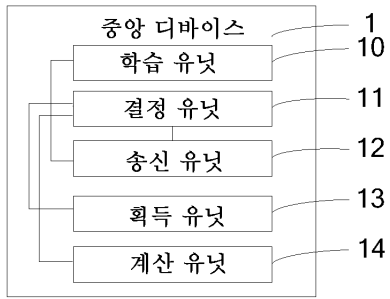 중앙 디바이스 1
학습 유닛 10
결정 유닛 11
송신 유닛 12
획득 유닛 13
계산 유닛 14